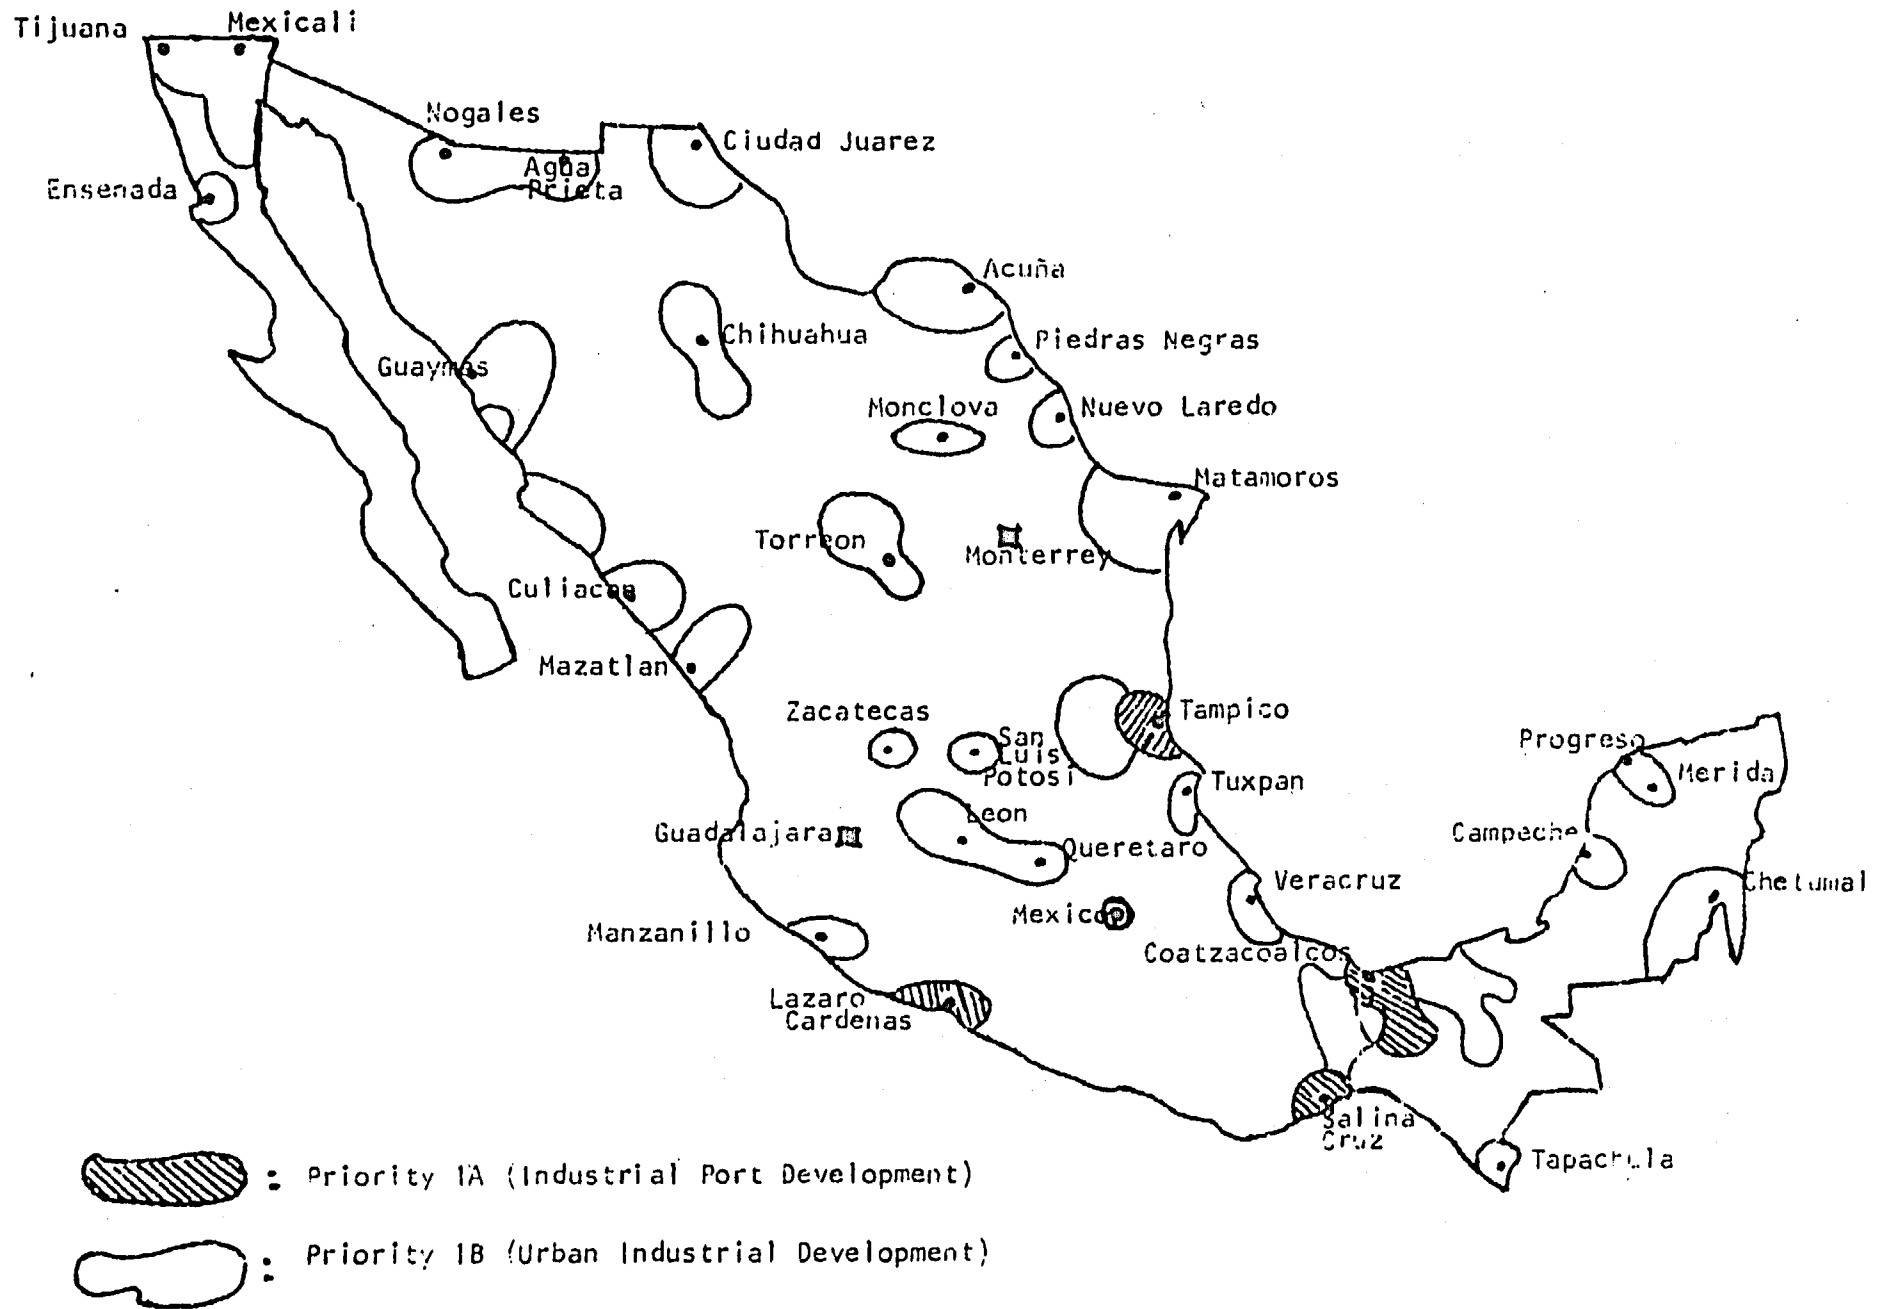 Tijuana
Mexicali
Nogales
Agua
Prieta
Ciudad Juarez
Ensenada
Acuña
Chihuahua
Piedras Negras
Guaymas
Monclova
Nuevo Laredo
Matamoros
Torreon
Monterrey
Culiacan
Mazatlan
Zacatecas
San
Luis
Potosi
Tampico
Progreso
Merida
Tuxpan
Leon
Guadalajara
Queretaro
Campeche
Veracruz
Chetumal
Mexico
Manzanillo
Coatzacoalcos
Lazaro
Cardenas
Salina
Cruz
Tapachula
: Priority 1A (Industrial Port Development)
: Priority 1B (Urban Industrial Development)